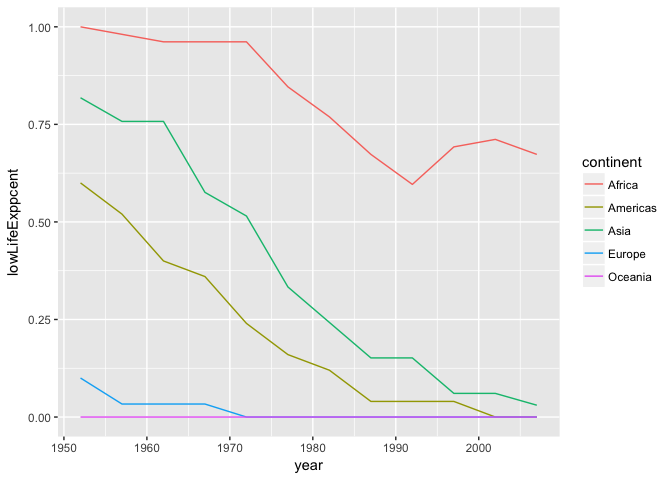 1.00
0.75
0.50
0.25
0.00
lowLifeExppcent
1950
1960
1970
1980
1990
2000
year
continent
Africa
Americas
Asia
Europe
Oceania